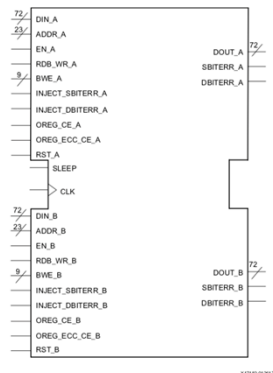 72
DIN_A
23
ADDR_A
EN_A
RDB_WR_A
9
BWE_A
INJECT_SBITERR_A
INJECT_DBITERR_A
OREG_CE_A
OREG_ECC_CE_A
RST_A
DOUT_A
72
SBITERR_A
DBITERR_A
SLEEP
CLK
72
DIN_B
23
ADDR_B
EN_B
RDB_WR_B
9
BWE_B
INJECT_SBITERR_B
INJECT_DBITERR_B
OREG_CE_B
OREG_ECC_CE_B
RST_B
DOUT_B
72
SBITERR_B
DBITERR_B